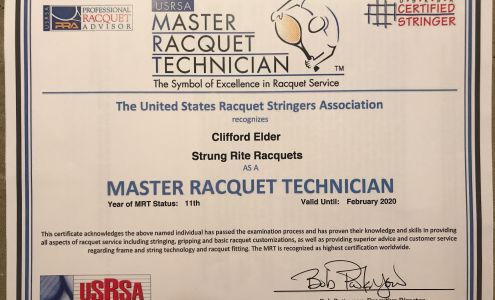 USRSA
PRA
PROFESSIONAL
RACQUET
ADVISOR
USRSA
MASTER
RACQUET
TECHNICIAN TM
The Symbol of Excellence in Racquet Service
CERTIFIED
STRINGER
The United States Racquet Stringers Association
recognizes
Clifford Elder
Strung Rite Racquets
AS A
MASTER RACQUET TECHNICIAN
Year of MRT Status: 11th Valid Until: February 2020
This certificate acknowledges the above named individual has passed the examination process and has proven their knowledge and skills in providing
all aspects of racquet service including stringing, gripping and basic racquet customizations, as well as providing superior advice and customer service
regarding frame and string technology and racquet fitting. The MRT is recognized as highest certification worldwide.
USRSA